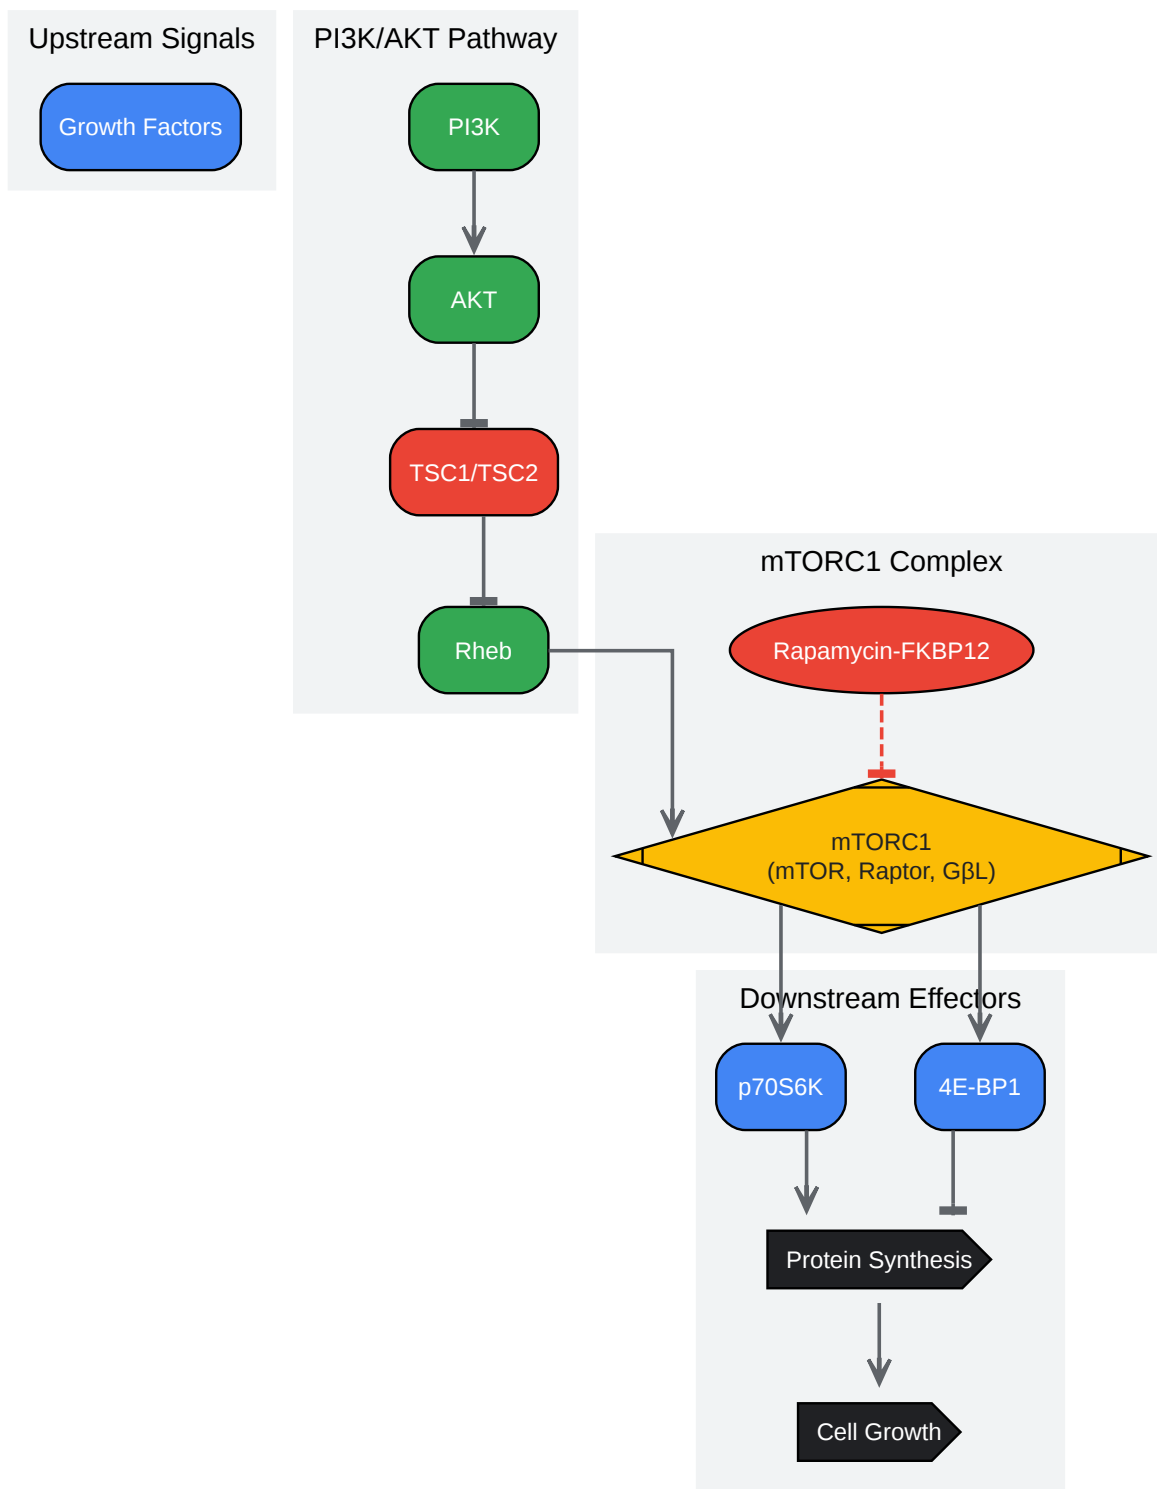 Upstream Signals
Growth Factors
PI3K/AKT Pathway
PI3K
AKT
TSC1/TSC2
Rheb
mTORC1 Complex
Rapamycin-FKBP12
mTORC1
(mTOR, Raptor, GβL)
Downstream Effectors
p70S6K
4E-BP1
Protein Synthesis
Cell Growth